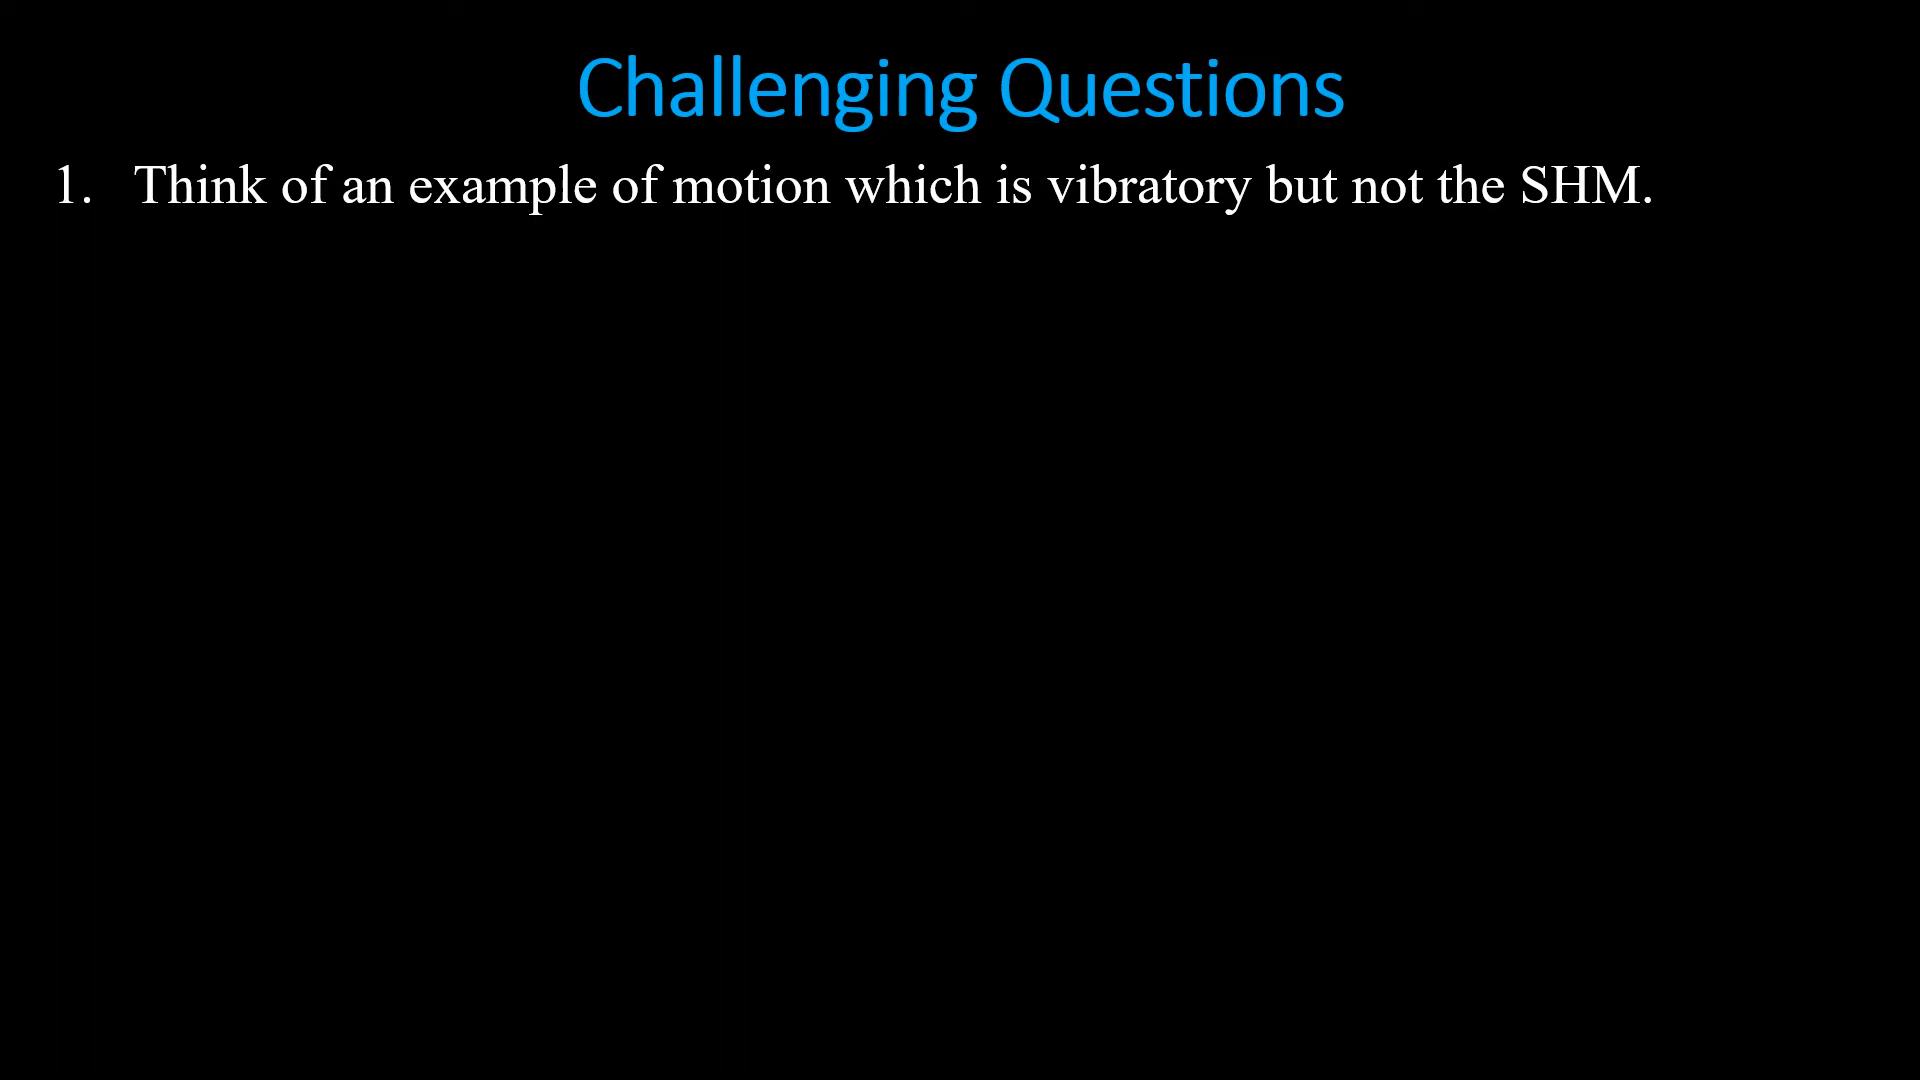 Challenging Questions
1. Think of an example of motion which is vibratory but not the SHM.